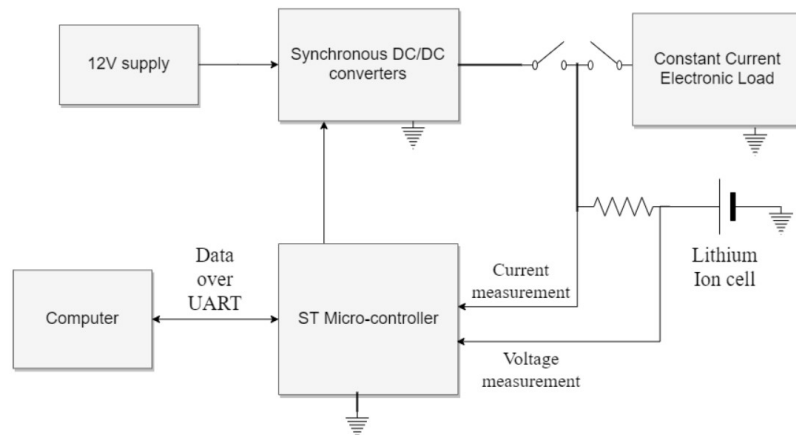 12V supply
Synchronous DC/DC
converters
Constant Current
Electronic Load
Lithium
Ion cell
Data
over
UART
Current
measurement
Computer
ST Micro-controller
Voltage
measurement